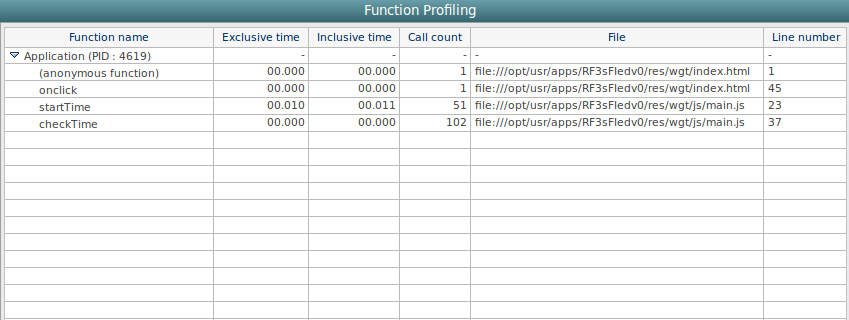 Function Profiling
Function name Exclusive time Inclusive time Call count File Line number
Application (PID : 4619) - - - - -
(anonymous function) 00.000 00.000 1 file:///opt/usr/apps/RF3sFledv0/res/wgt/index.html 1
onclick 00.000 00.000 1 file:///opt/usr/apps/RF3sFledv0/res/wgt/index.html 45
startTime 00.010 00.011 51 file:///opt/usr/apps/RF3sFledv0/res/wgt/js/main.js 23
checkTime 00.000 00.000 102 file:///opt/usr/apps/RF3sFledv0/res/wgt/js/main.js 37